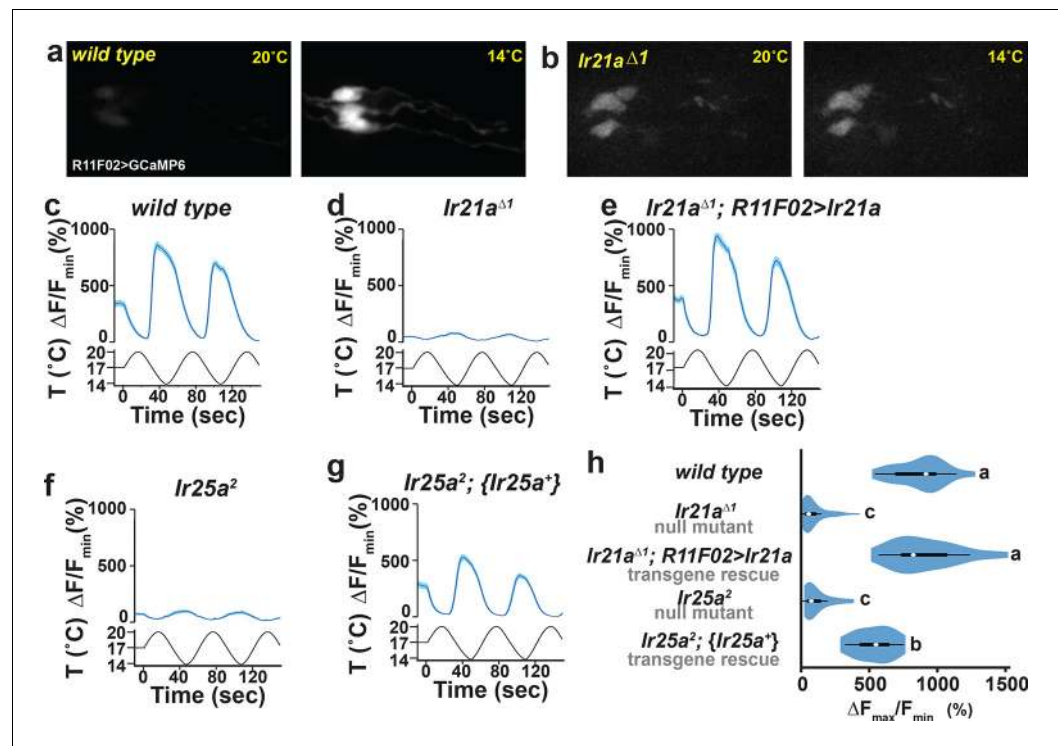 a
wild type
20°C
R11F02>GCaMP6
14°C
b
Ir21aΔ1
20°C
14°C
c
wild type
ΔF/Fmin(%)
1000
500
0
T (°C)
20
17
14
0 40 80 120
Time (sec)
d
Ir21aΔ1
ΔF/Fmin(%)
1000
500
0
T (°C)
20
17
14
0 40 80 120
Time (sec)
e
Ir21aΔ1; R11F02>Ir21a
ΔF/Fmin(%)
1000
500
0
T (°C)
20
17
14
0 40 80 120
Time (sec)
f
Ir25a2
ΔF/Fmin(%)
1000
500
0
T (°C)
20
17
14
0 40 80 120
Time (sec)
g
Ir25a2; {Ir25a+}
ΔF/Fmin(%)
1000
500
0
T (°C)
20
17
14
0 40 80 120
Time (sec)
h
wild type
a
Ir21aΔ1
null mutant
c
Ir21aΔ1; R11F02>Ir21a
transgene rescue
a
Ir25a2
null mutant
c
Ir25a2; {Ir25a+}
transgene rescue
b
0 500 1000 1500
ΔFmax/Fmin (%)